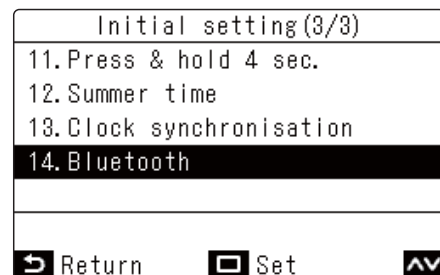 Initial setting(3/3)
11.Press & hold 4 sec.
12.Summer time
13.Clock synchronisation
14.Bluetooth
Return Set